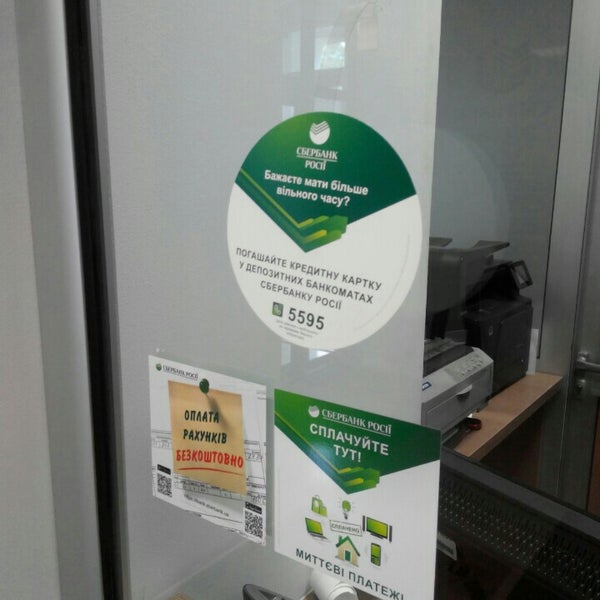 СБЕРБАНК
РОСІЇ
Бажаєте мати більше
вільного часу?
ПОГАШАЙТЕ КРЕДИТНУ КАРТКУ
У ДЕПОЗИТНИХ БАНКОМАТАХ
СБЕРБАНКУ РОСІЇ
5595
СБЕРБАНК РОСІЇ
ОПЛАТА
РАХУНКІВ
БЕЗКОШТОВНО
СБЕРБАНК РОСІЇ
СПЛАЧУЙТЕ
ТУТ!
СПЛАЧЕНО
МИТТЄВІ ПЛАТЕЖІ